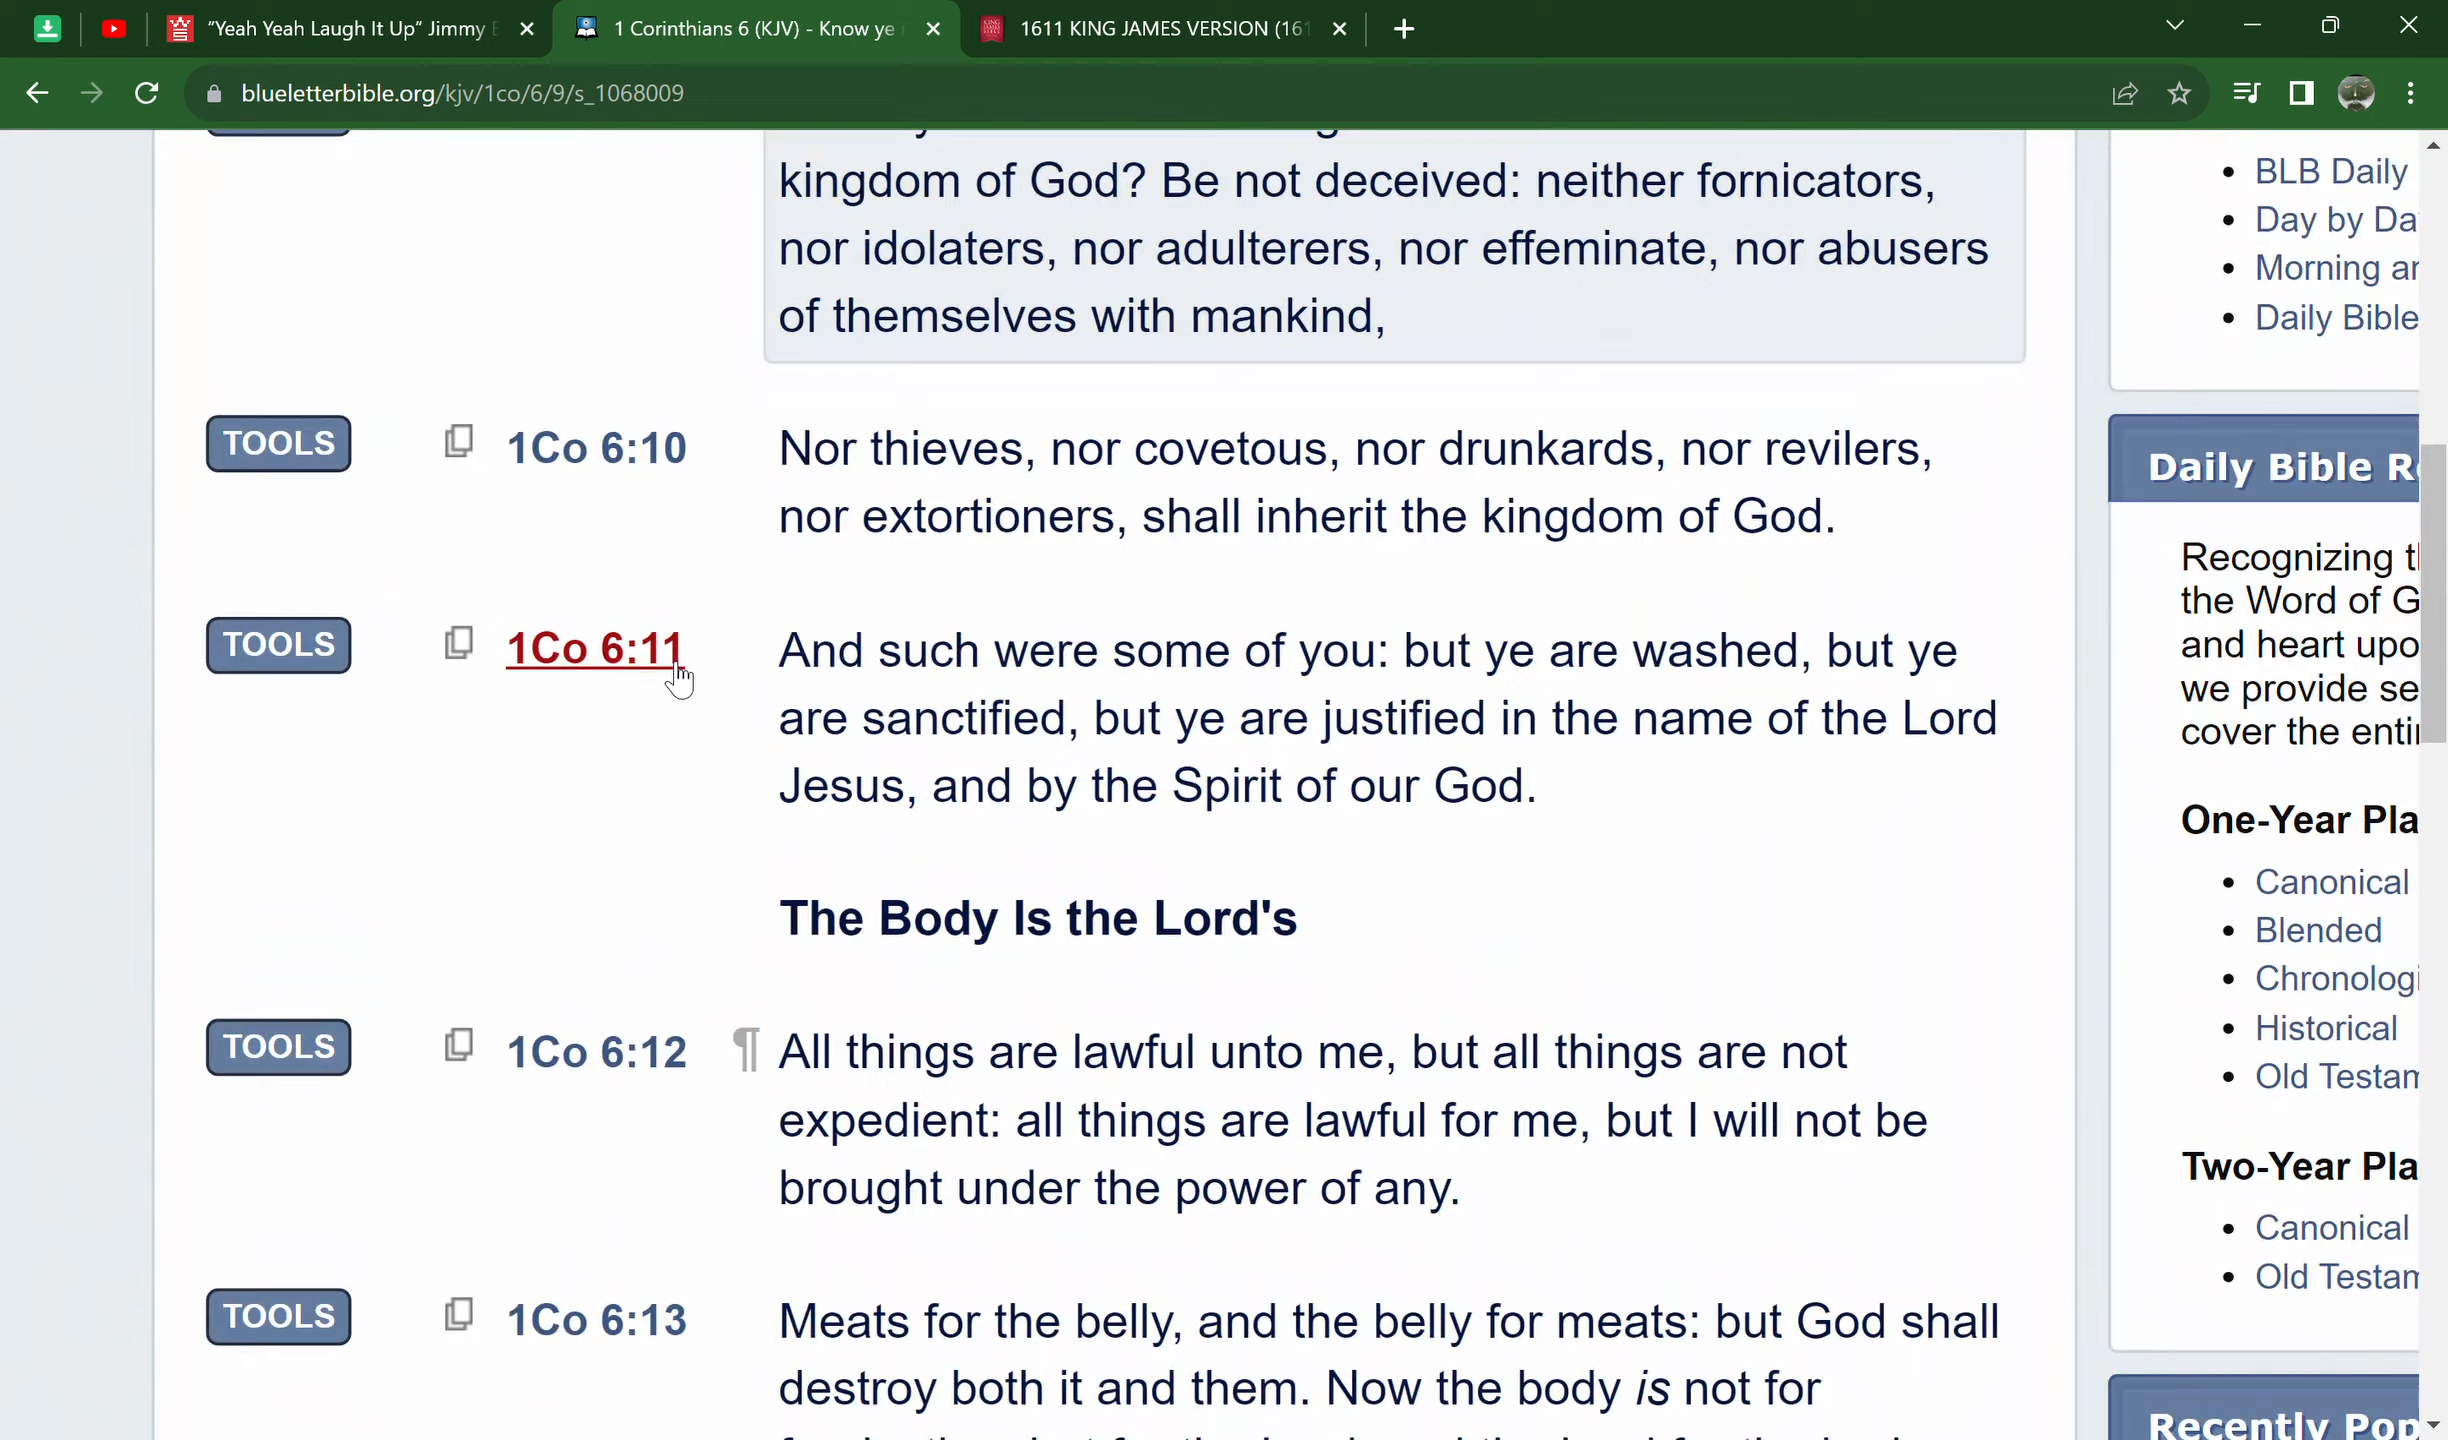 "Yeah Yeah Laugh It Up" Jimmy
1 Corinthians 6 (KJV) - Know ye
1611 KING JAMES VERSION (161
blueletterbible.org/kjv/1co/6/9/s_1068009
kingdom of God? Be not deceived: neither fornicators,
nor idolaters, nor adulterers, nor effeminate, nor abusers
of themselves with mankind,
TOOLS 1Co 6:10 Nor thieves, nor covetous, nor drunkards, nor revilers,
nor extortioners, shall inherit the kingdom of God.
TOOLS 1Co 6:11 And such were some of you: but ye are washed, but ye
are sanctified, but ye are justified in the name of the Lord
Jesus, and by the Spirit of our God.
The Body Is the Lord's
TOOLS 1Co 6:12 ¶ All things are lawful unto me, but all things are not
expedient: all things are lawful for me, but I will not be
brought under the power of any.
TOOLS 1Co 6:13 Meats for the belly, and the belly for meats: but God shall
destroy both it and them. Now the body is not for
• BLB Daily
• Day by Da
• Morning an
• Daily Bible
Daily Bible Re
Recognizing th
the Word of G
and heart upo
we provide se
cover the enti
One-Year Pla
• Canonical
• Blended
• Chronologi
• Historical
• Old Testam
Two-Year Pla
• Canonical
• Old Testam
Recently Pop